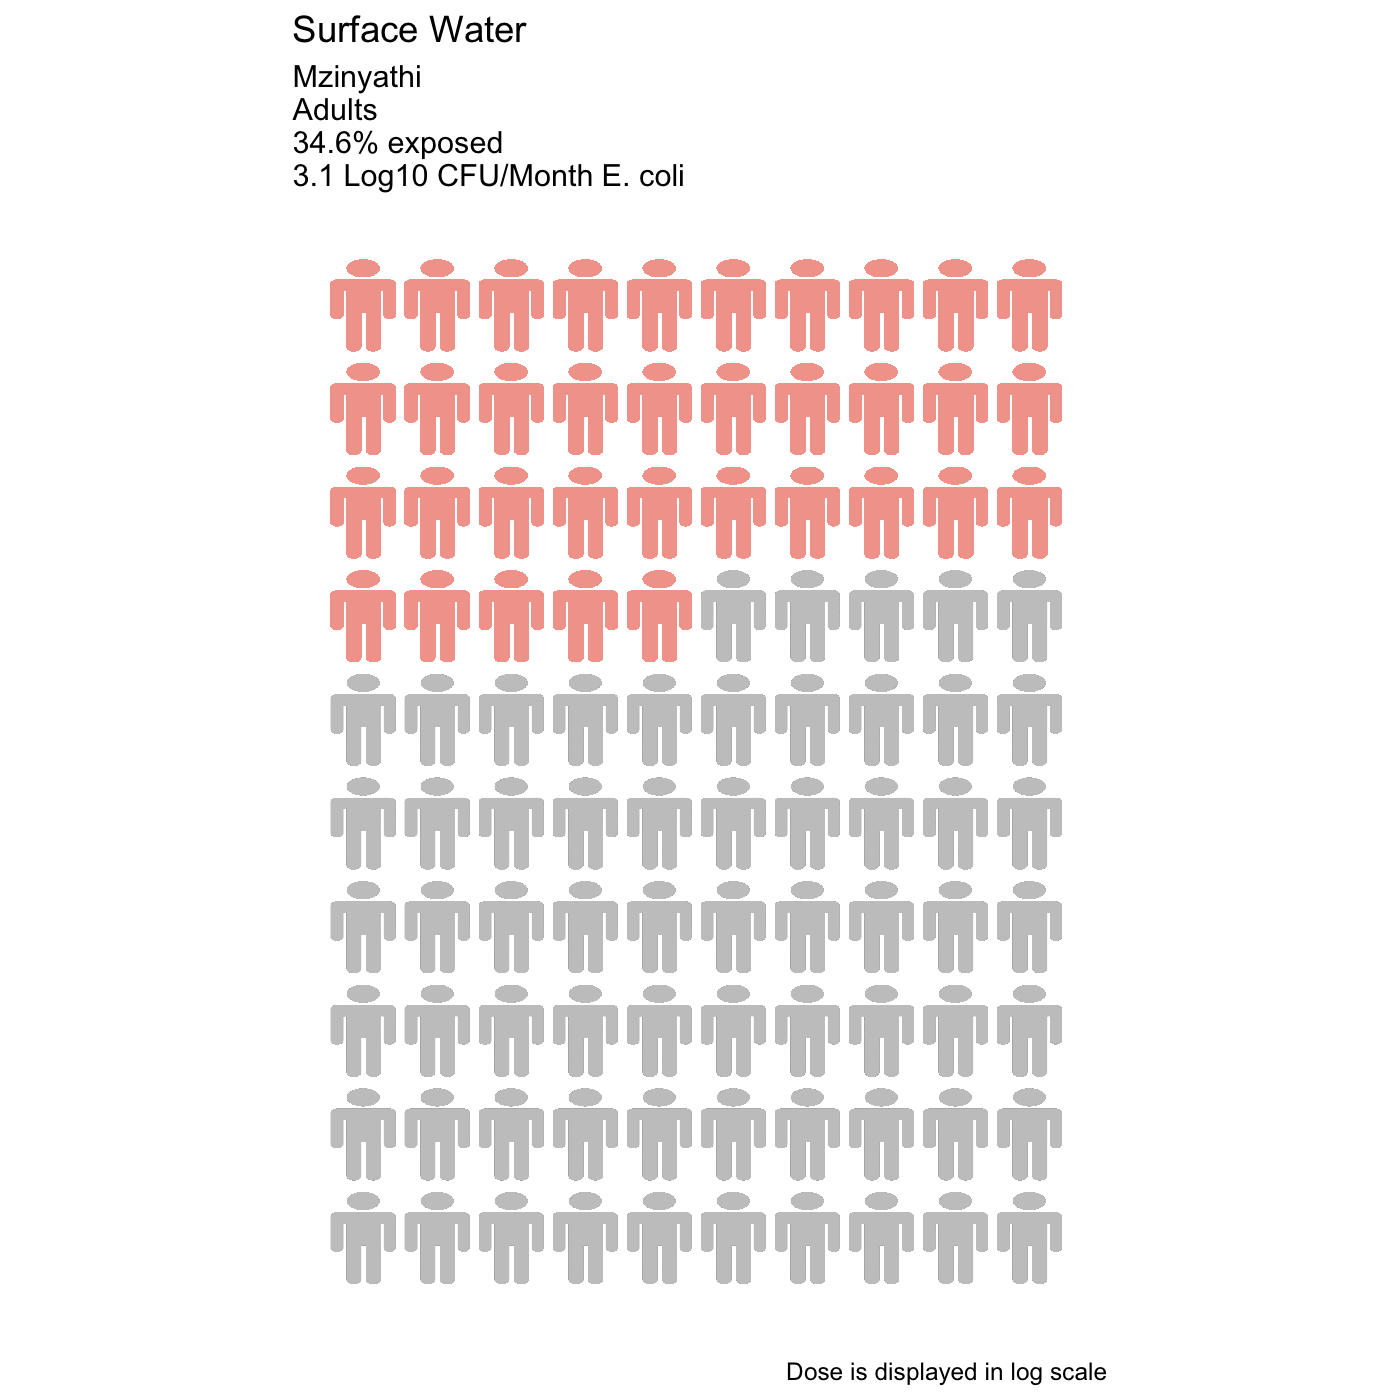 Surface Water
Mzinyathi
Adults
34.6% exposed
3.1 Log10 CFU/Month E. coli
Dose is displayed in log scale